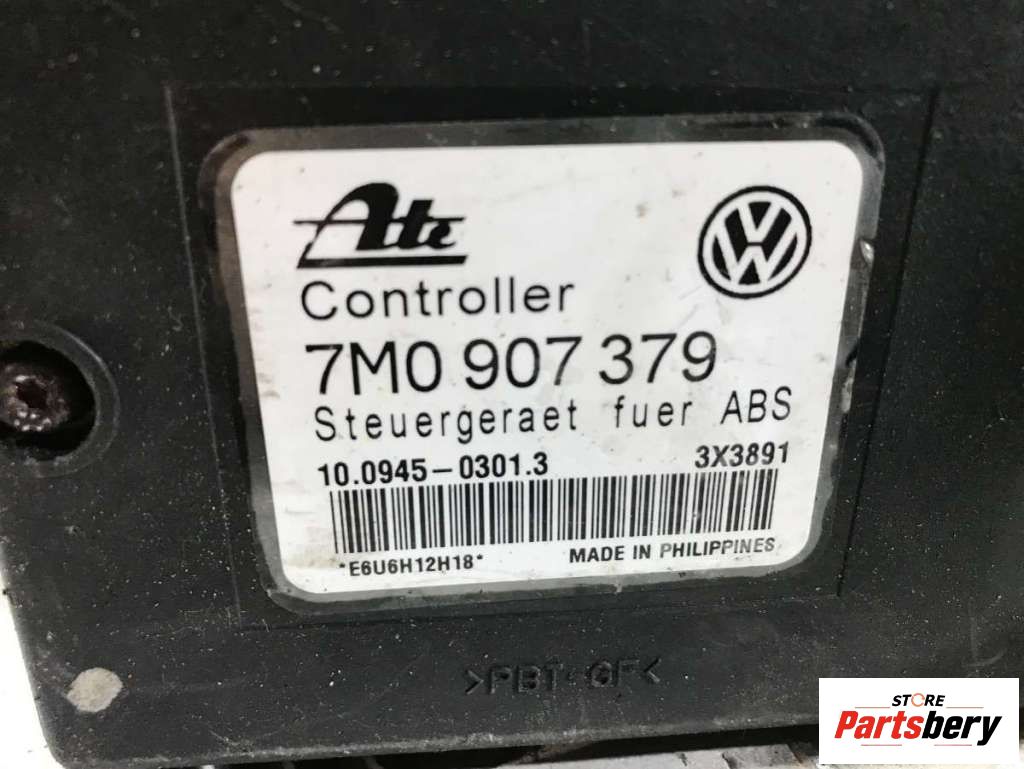 Ate
VW
Controller
7M0 907 379
Steuergeraet fuer ABS
10.0945-0301.3 3X3891
*E6U6H12H18* MADE IN PHILIPPINES
>PBT-GF<
STORE
Partsbery